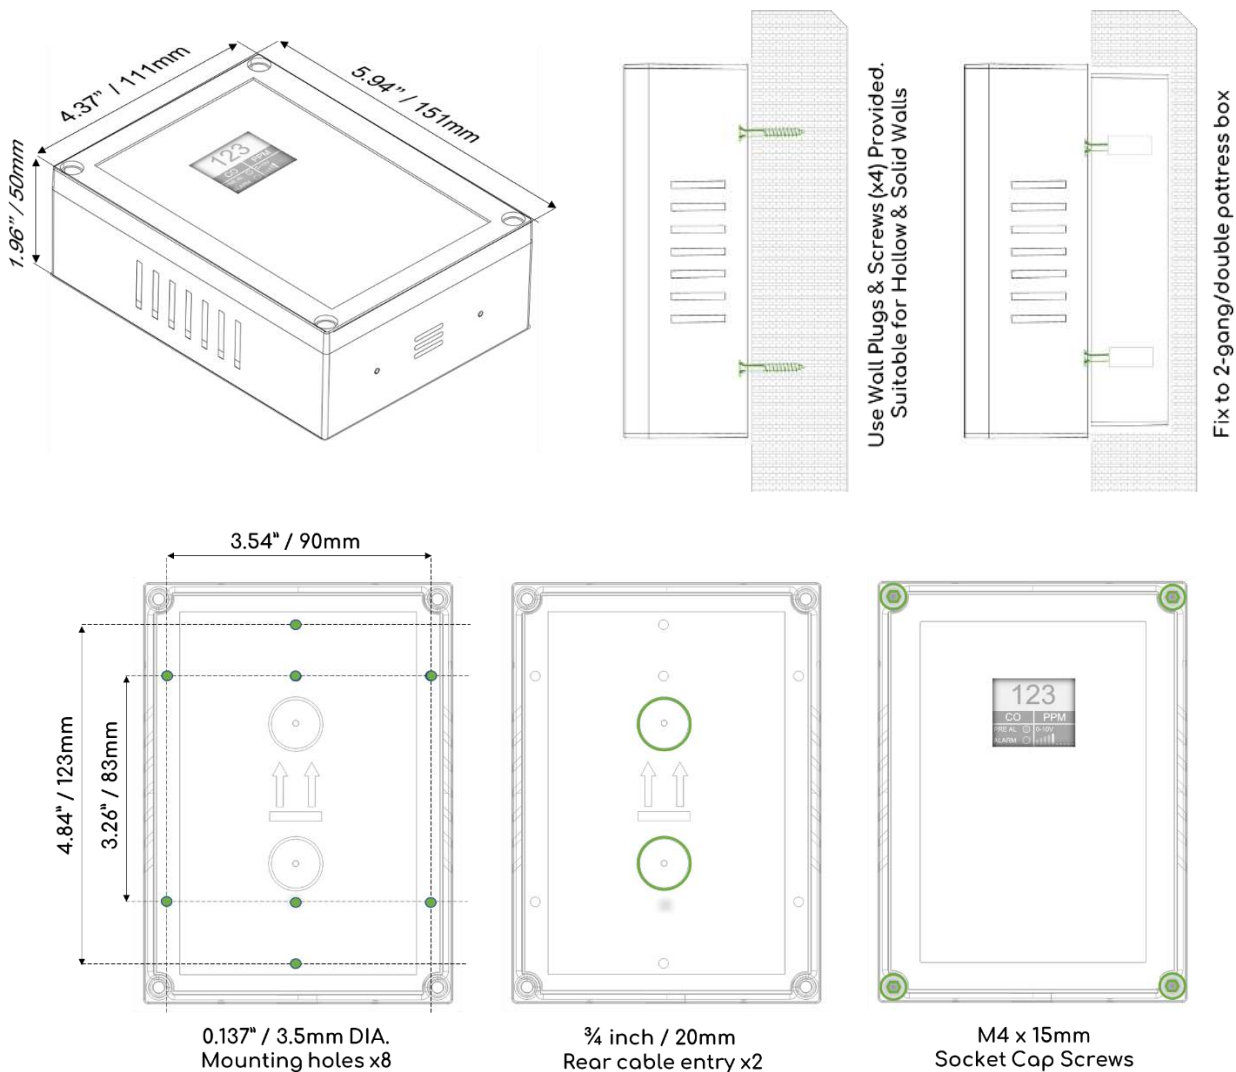 4.37" / 111mm
5.94" / 151mm
1.96" / 50mm
123
CO PPM
Use Wall Plugs & Screws (x4) Provided.
Suitable for Hollow & Solid Walls
Fix to 2-gang/double pattress box
3.54" / 90mm
4.84" / 123mm
3.26" / 83mm
123
CO PPM
PRE AL 0-10V
ALARM
0.137" / 3.5mm DIA.
Mounting holes x8
¾ inch / 20mm
Rear cable entry x2
M4 x 15mm
Socket Cap Screws